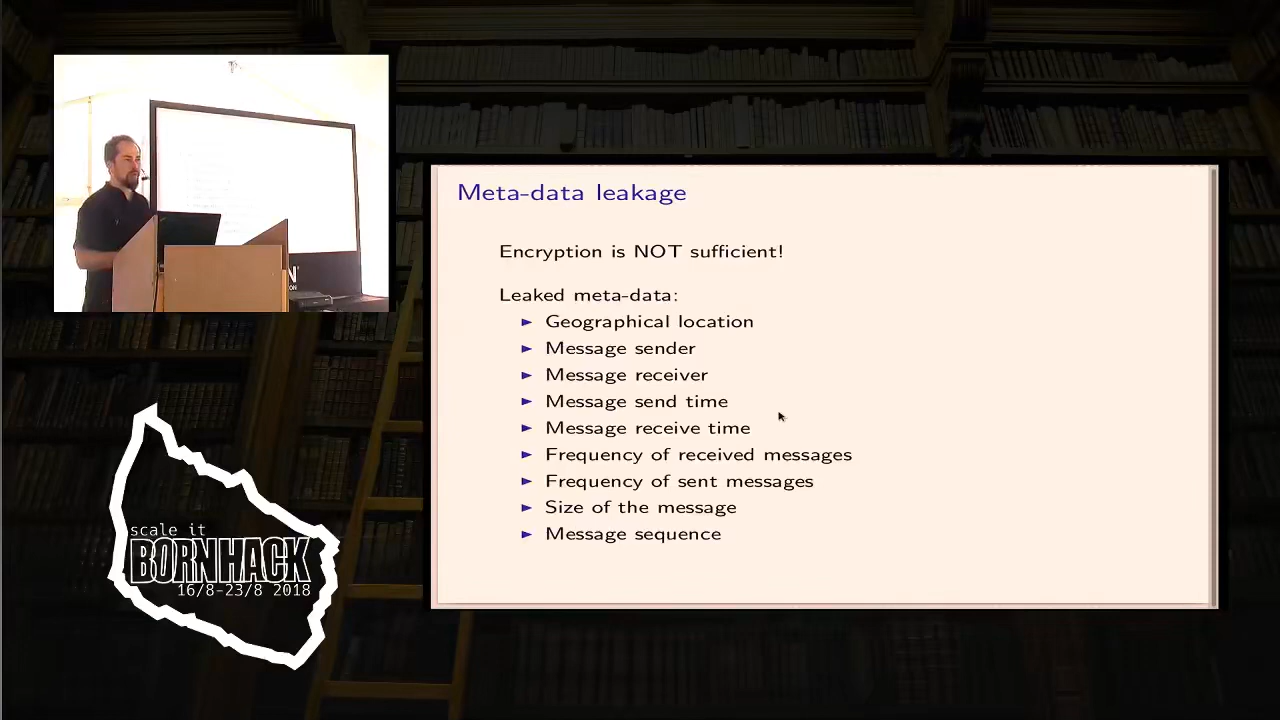 Meta-data leakage
Encryption is NOT sufficient!
Leaked meta-data:
► Geographical location
► Message sender
► Message receiver
► Message send time
► Message receive time
► Frequency of received messages
► Frequency of sent messages
► Size of the message
► Message sequence
scale it
BORNHACK
16/8-23/8 2018